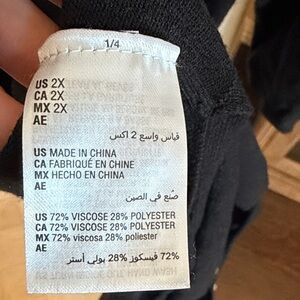 1/4
US 2X
CA 2X
MX 2X
AE
قياس واسع 2 اكس
US MADE IN CHINA
CA FABRIQUÉ EN CHINE
MX HECHO EN CHINA
AE
صُنع في الصين
US 72% VISCOSE 28% POLYESTER
CA 72% VISCOSE 28% POLYESTER
MX 72% viscosa 28% poliester
AE
72% فيسكوز 28% بولي أستر